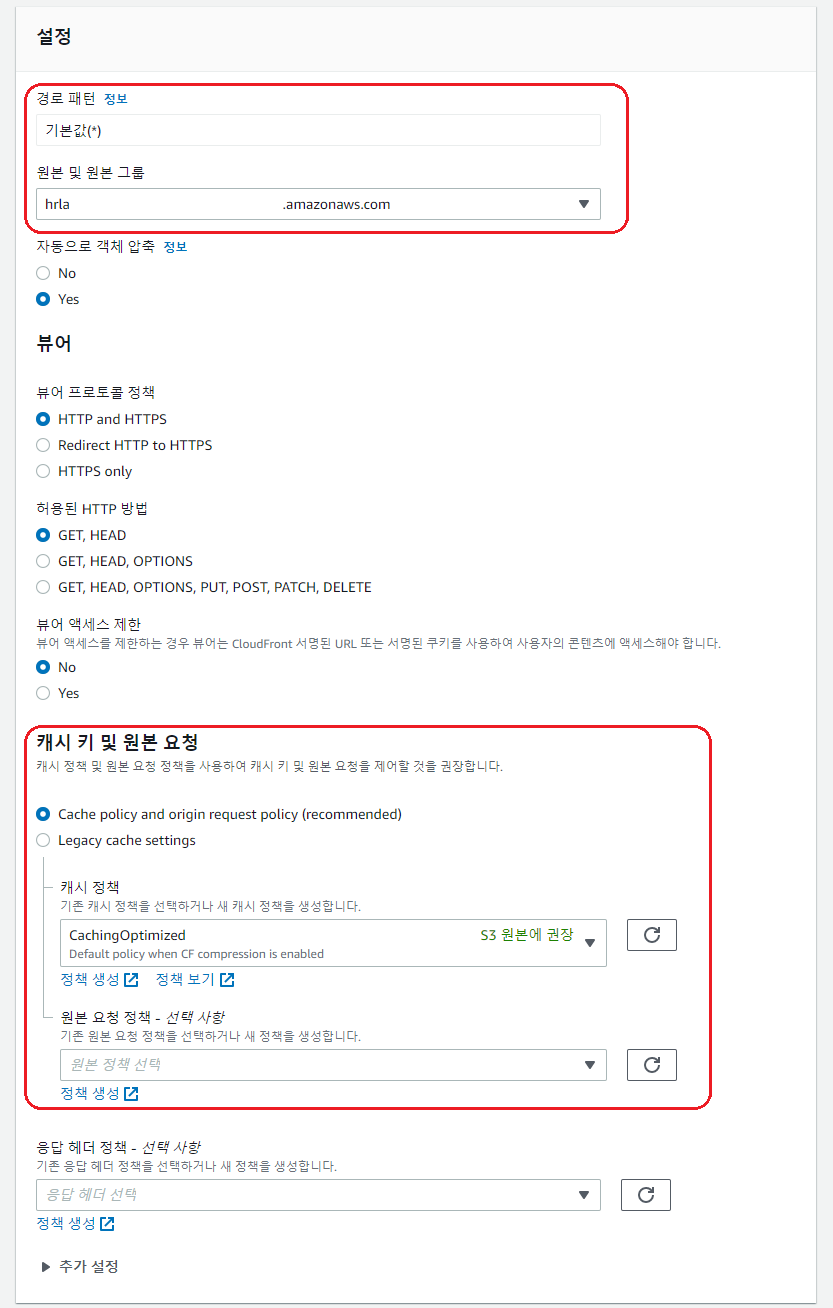 설정
경로 패턴 정보
기본값(*)
원본 및 원본 그룹
hrla .amazonaws.com
자동으로 객체 압축 정보
No
Yes
뷰어
뷰어 프로토콜 정책
HTTP and HTTPS
Redirect HTTP to HTTPS
HTTPS only
허용된 HTTP 방법
GET, HEAD
GET, HEAD, OPTIONS
GET, HEAD, OPTIONS, PUT, POST, PATCH, DELETE
뷰어 액세스 제한
뷰어 액세스를 제한하는 경우 뷰어는 CloudFront 서명된 URL 또는 서명된 쿠키를 사용하여 사용자의 콘텐츠에 액세스해야 합니다.
No
Yes
캐시 키 및 원본 요청
캐시 정책 및 원본 요청 정책을 사용하여 캐시 키 및 원본 요청을 제어할 것을 권장합니다.
Cache policy and origin request policy (recommended)
Legacy cache settings
캐시 정책
기존 캐시 정책을 선택하거나 새 캐시 정책을 생성합니다.
CachingOptimized S3 원본에 권장
Default policy when CF compression is enabled
정책 생성 정책 보기
원본 요청 정책 - 선택 사항
기존 원본 요청 정책을 선택하거나 새 정책을 생성합니다.
원본 정책 선택
정책 생성
응답 헤더 정책 - 선택 사항
기존 응답 헤더 정책을 선택하거나 새 정책을 생성합니다.
응답 헤더 선택
정책 생성
추가 설정